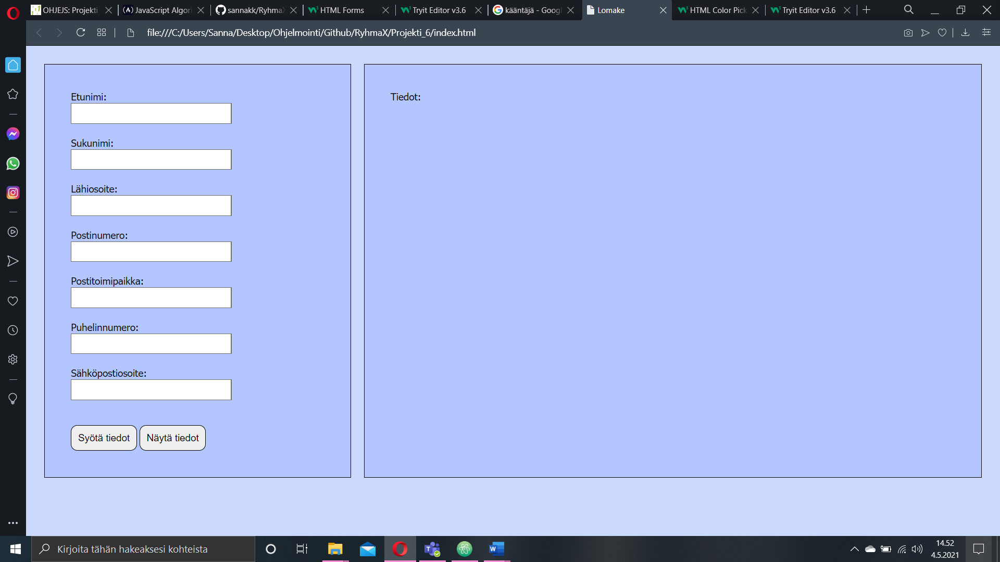 OHJEJS: Projekti
JavaScript Algori
sannakk/Ryhma
HTML Forms
Tryit Editor v3.6
kääntäjä - Googl
Lomake
HTML Color Pick
Tryit Editor v3.6
file:///C:/Users/Sanna/Desktop/Ohjelmointi/Github/RyhmaX/Projekti_6/index.html
Etunimi:
Sukunimi:
Lähiosoite:
Postinumero:
Postitoimipaikka:
Puhelinnumero:
Sähköpostiosoite:
Syötä tiedot
Näytä tiedot
Tiedot:
Kirjoita tähän hakeaksesi kohteista
14.52
4.5.2021